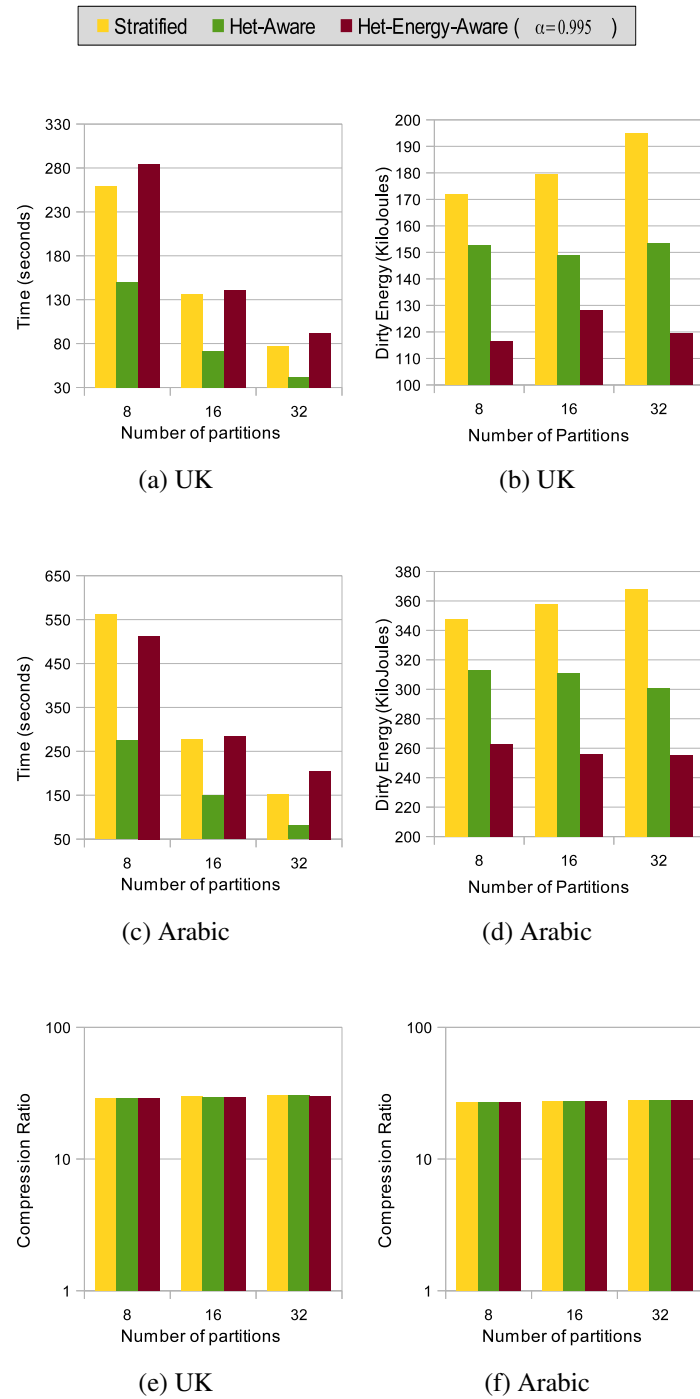 Stratified Het-Aware Het-Energy-Aware ( α=0.995 )
330
280
230
180
130
80
30
Time (seconds)
8 16 32
Number of partitions
(a) UK
200
190
180
170
160
150
140
130
120
110
100
Dirty Energy (KiloJoules)
8 16 32
Number of Partitions
(b) UK
650
550
450
350
250
150
50
Time (seconds)
8 16 32
Number of partitions
(c) Arabic
380
360
340
320
300
280
260
240
220
200
Dirty Energy (KiloJoules)
8 16 32
Number of Partitions
(d) Arabic
100
10
1
Compression Ratio
8 16 32
Number of partitions
(e) UK
100
10
1
Compression Ratio
8 16 32
Number of partitions
(f) Arabic